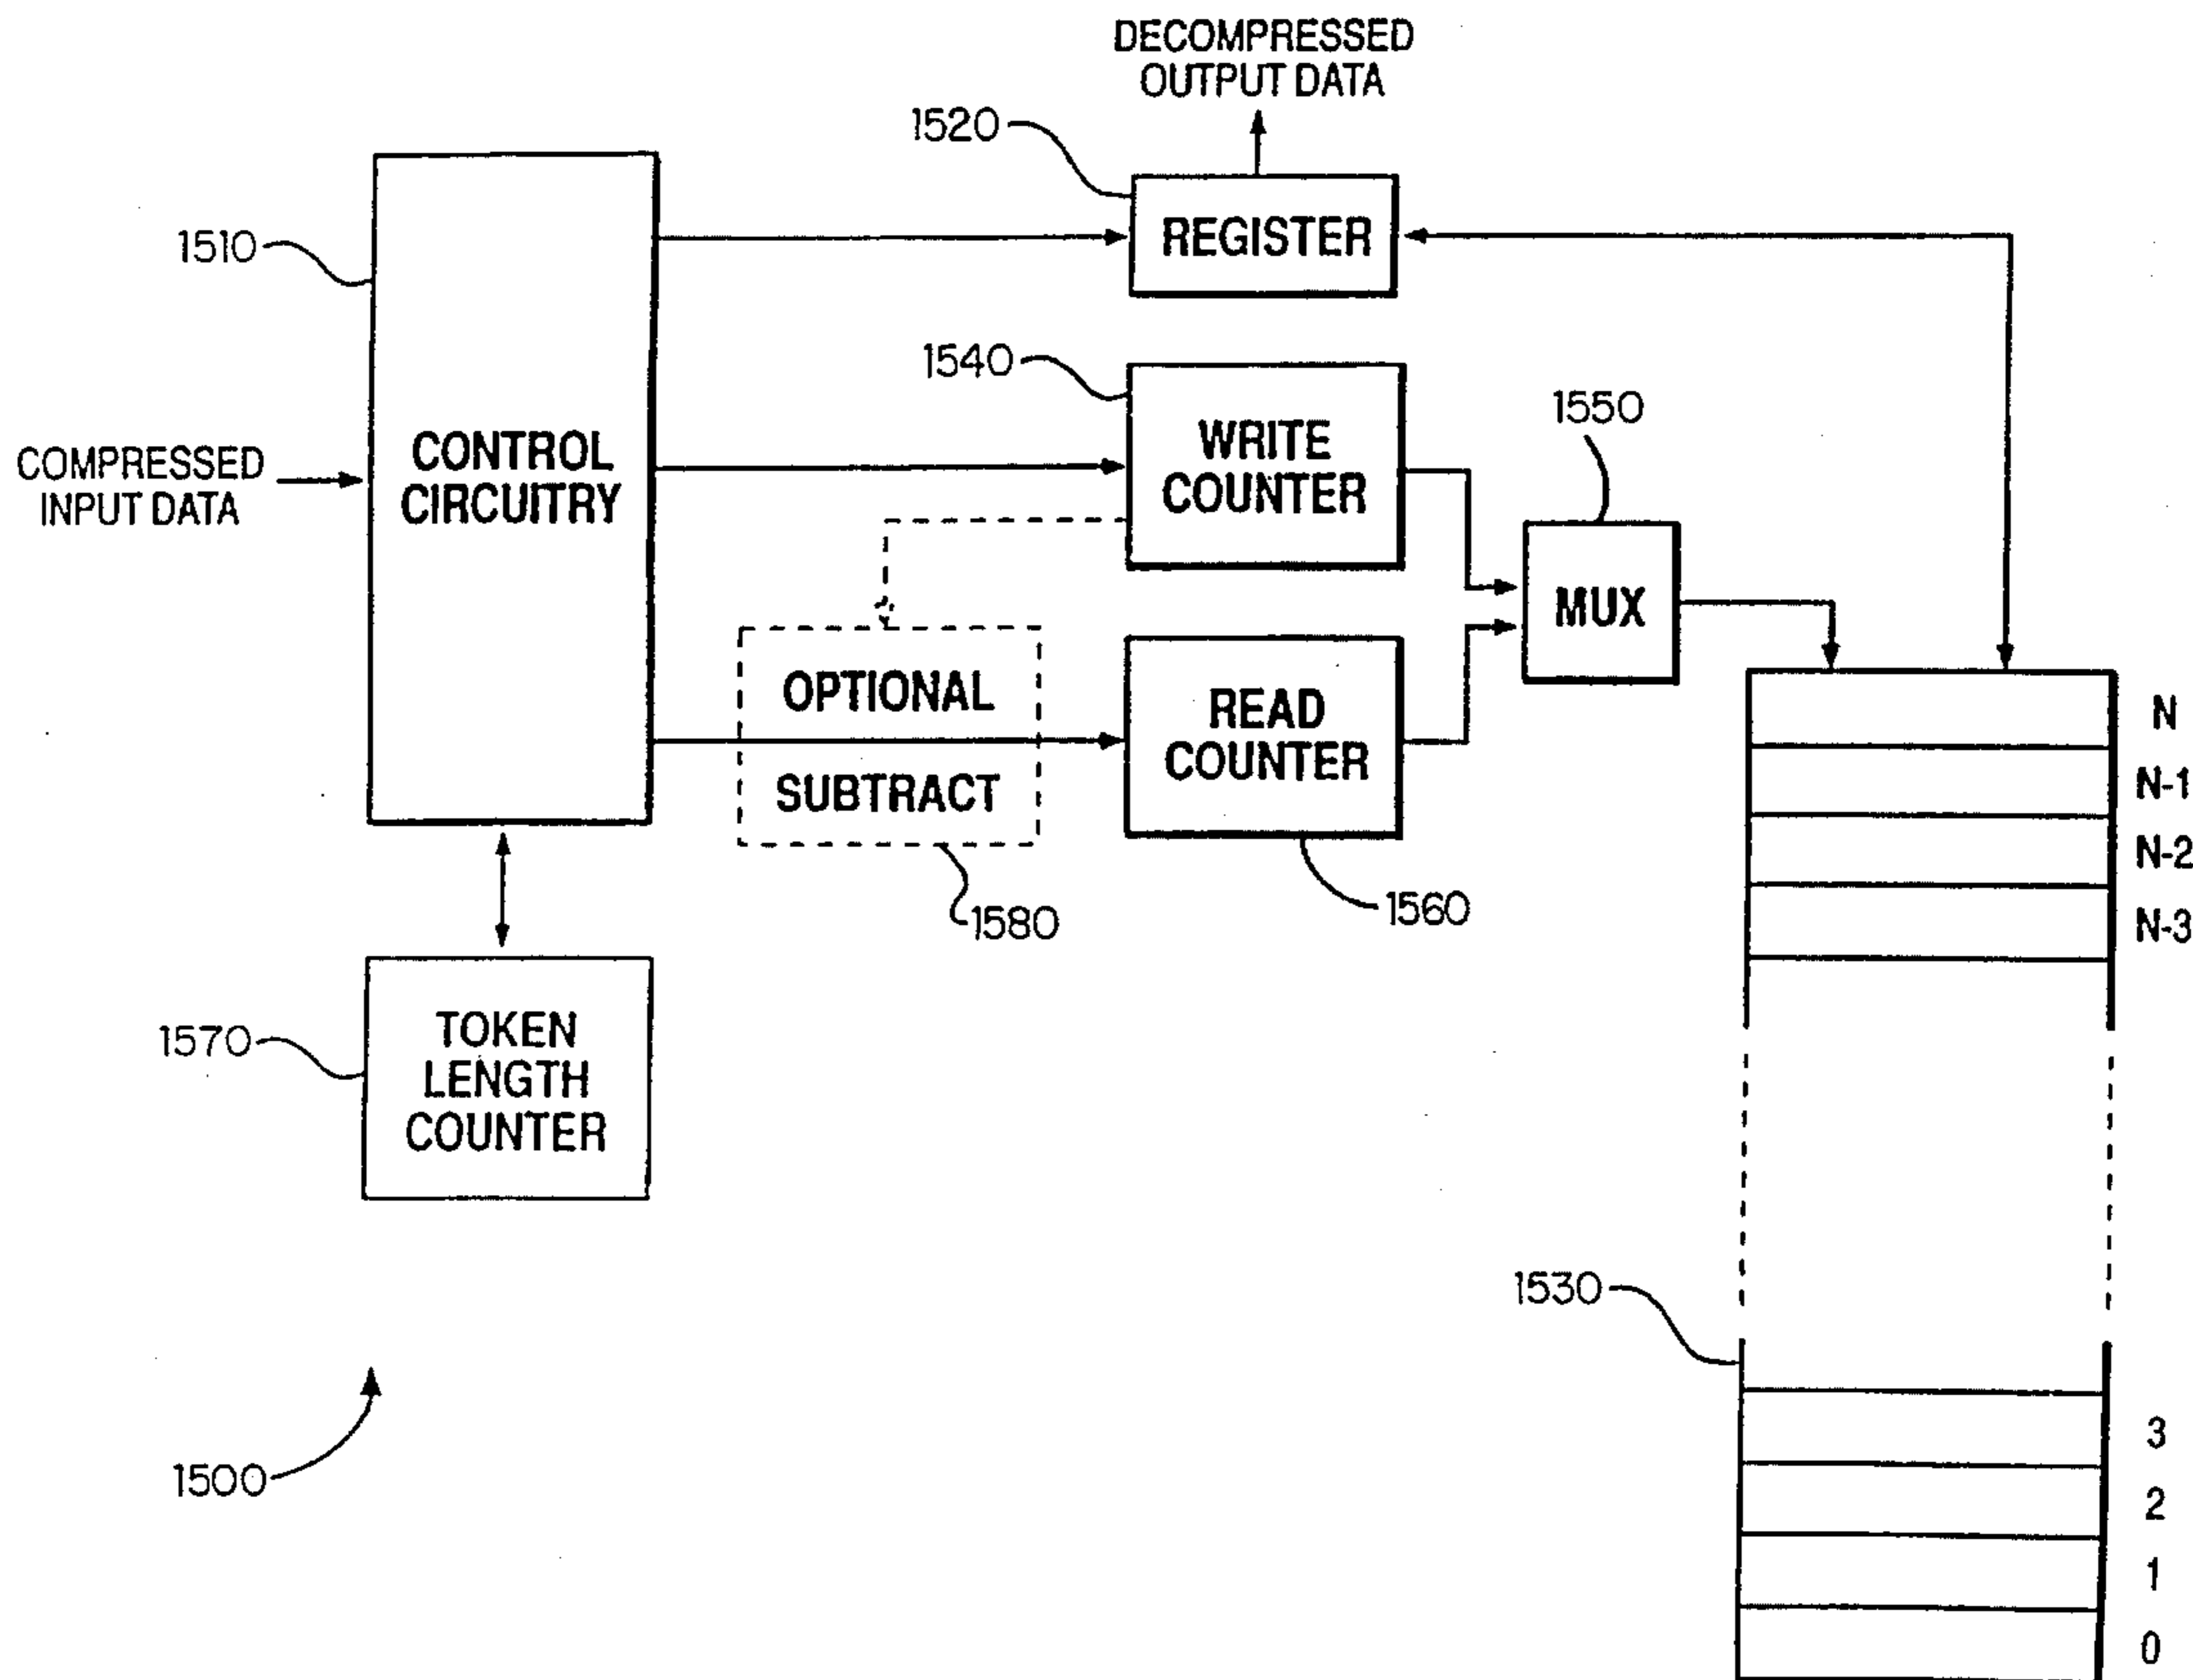 DECOMPRESSED
OUTPUT DATA
1520
REGISTER
1510
1540
WRITE
COUNTER
1550
COMPRESSED
INPUT DATA
CONTROL
CIRCUITRY
MUX
OPTIONAL
SUBTRACT
READ
COUNTER
N
N-1
N-2
N-3
1580
1560
1570
TOKEN
LENGTH
COUNTER
1530
1500
3
2
1
0